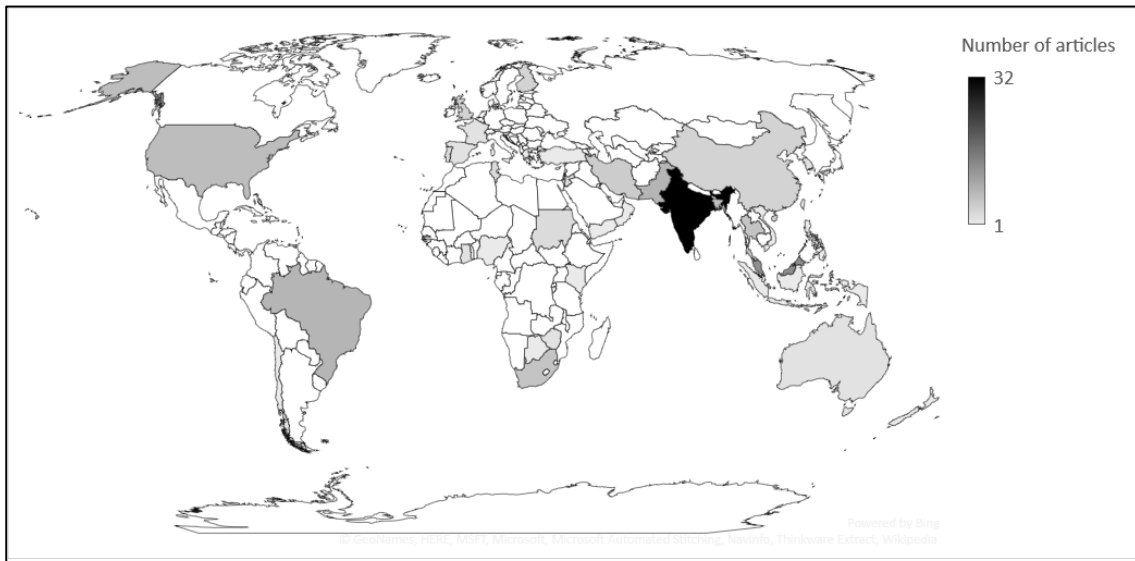 Number of articles
32
1
Powered by Bing
© GeoNames, HERE, MSFT, Microsoft, Microsoft Automated Stitching, NavInfo, Thinkware Extract, Wikipedia